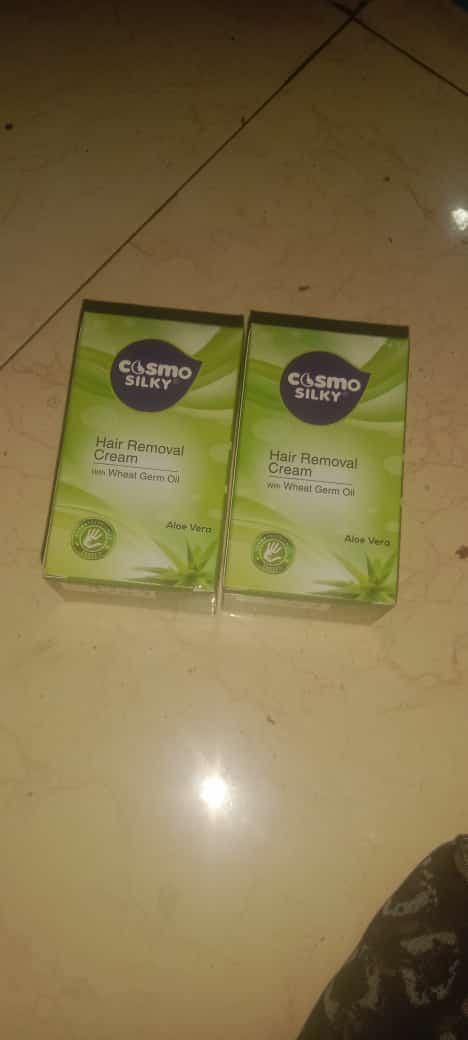 COSMO
SILKY
Hair Removal
Cream
With Wheat Germ Oil
Aloe Vera
COSMO
SILKY
Hair Removal
Cream
With Wheat Germ Oil
Aloe Vera